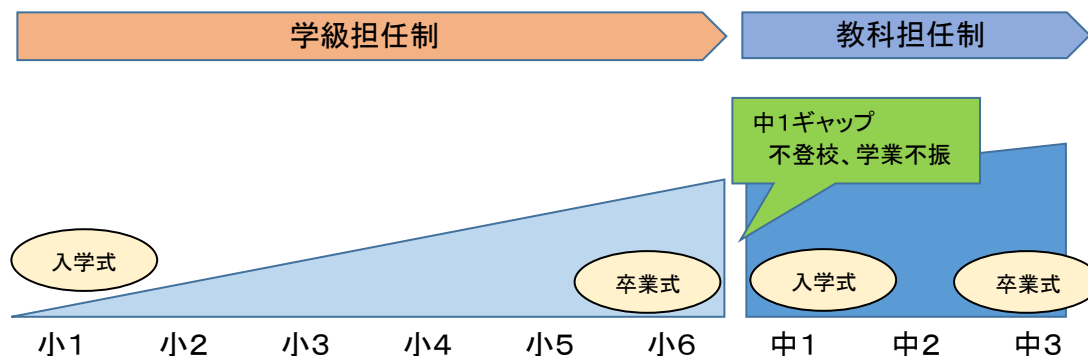 学級担任制
教科担任制
中1ギャップ
不登校、学業不振
入学式
卒業式
入学式
卒業式
小1
小2
小3
小4
小5
小6
中1
中2
中3